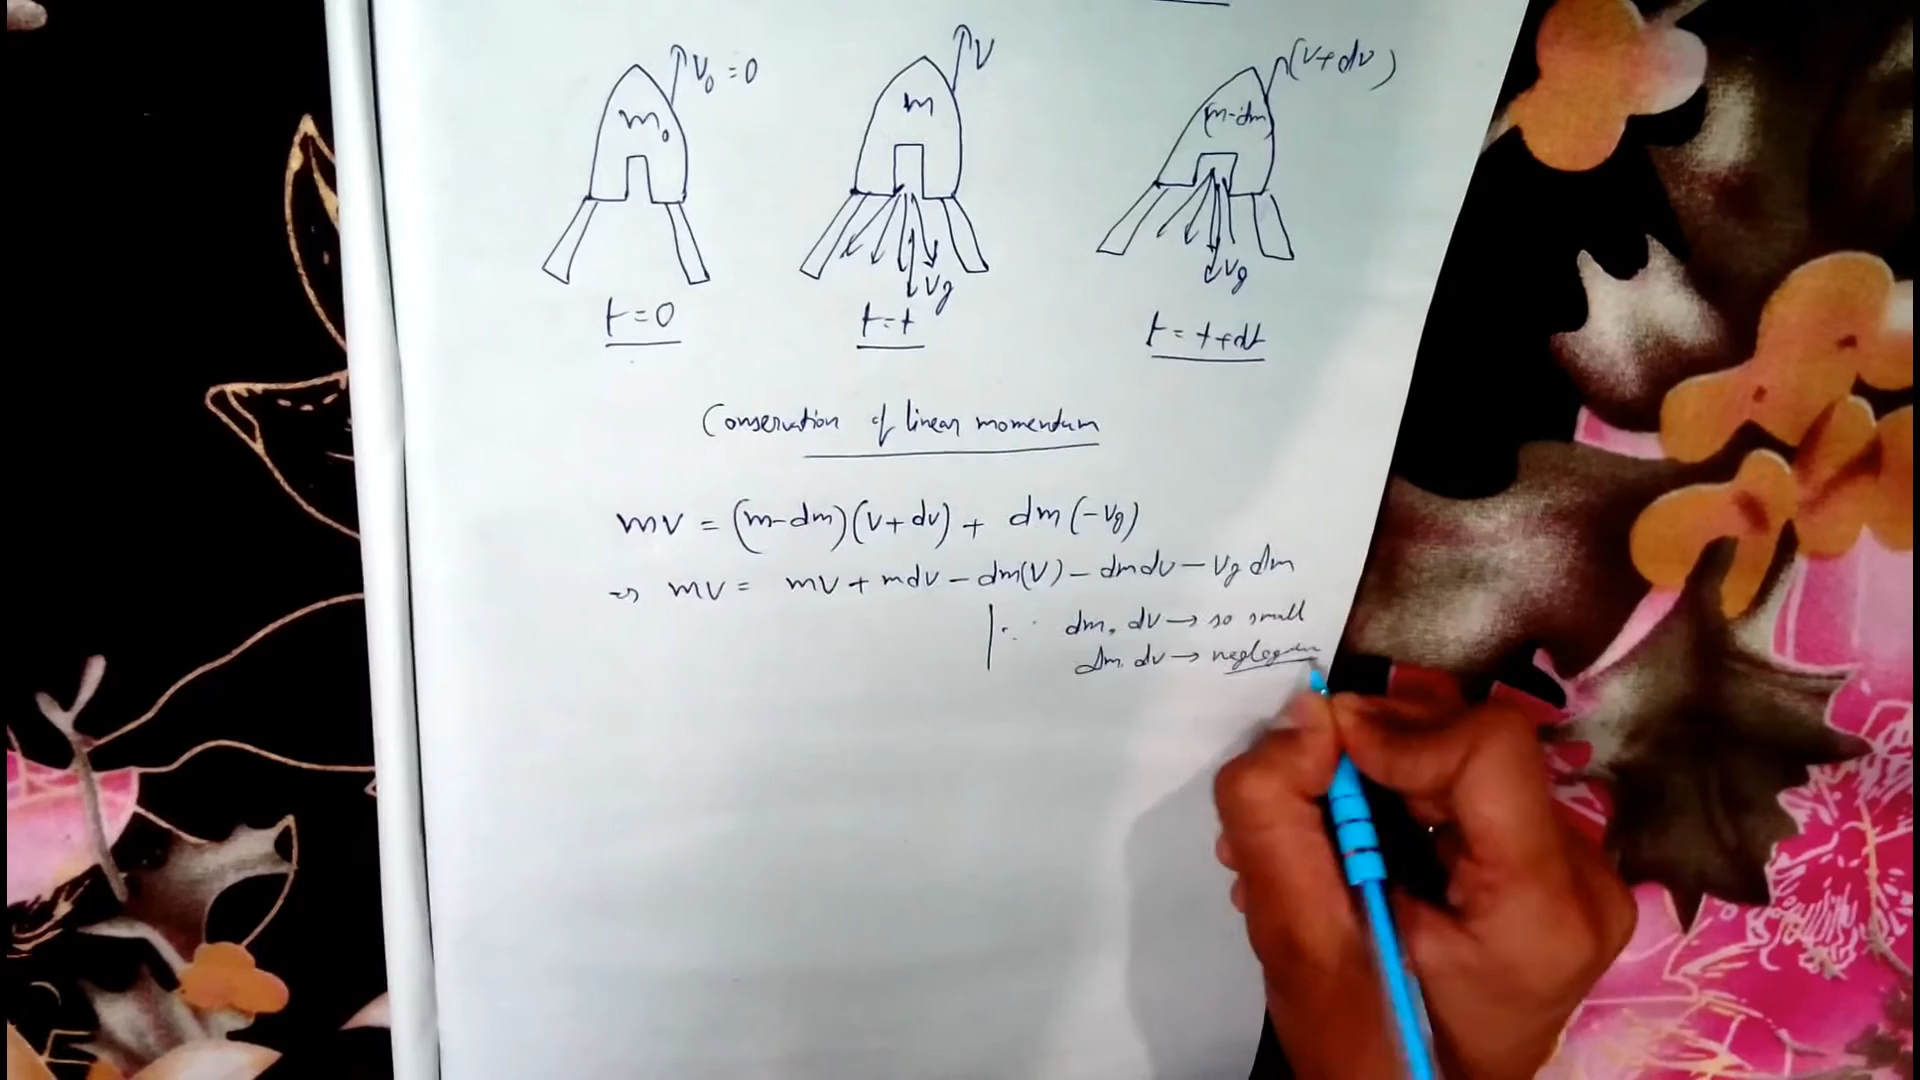 V₀ = 0
V
(V+dv)
m₀
m
(m-dm)
Vg
Vg
t=0
t=t
t = t+dt
Conservation of linear momentum
mv = (m-dm)(v+dv) + dm(-Vg)
⇒ mv = mv + mdv - dm(V) - dmdv - Vg dm
∵ dm, dv → so small
dm. dv →